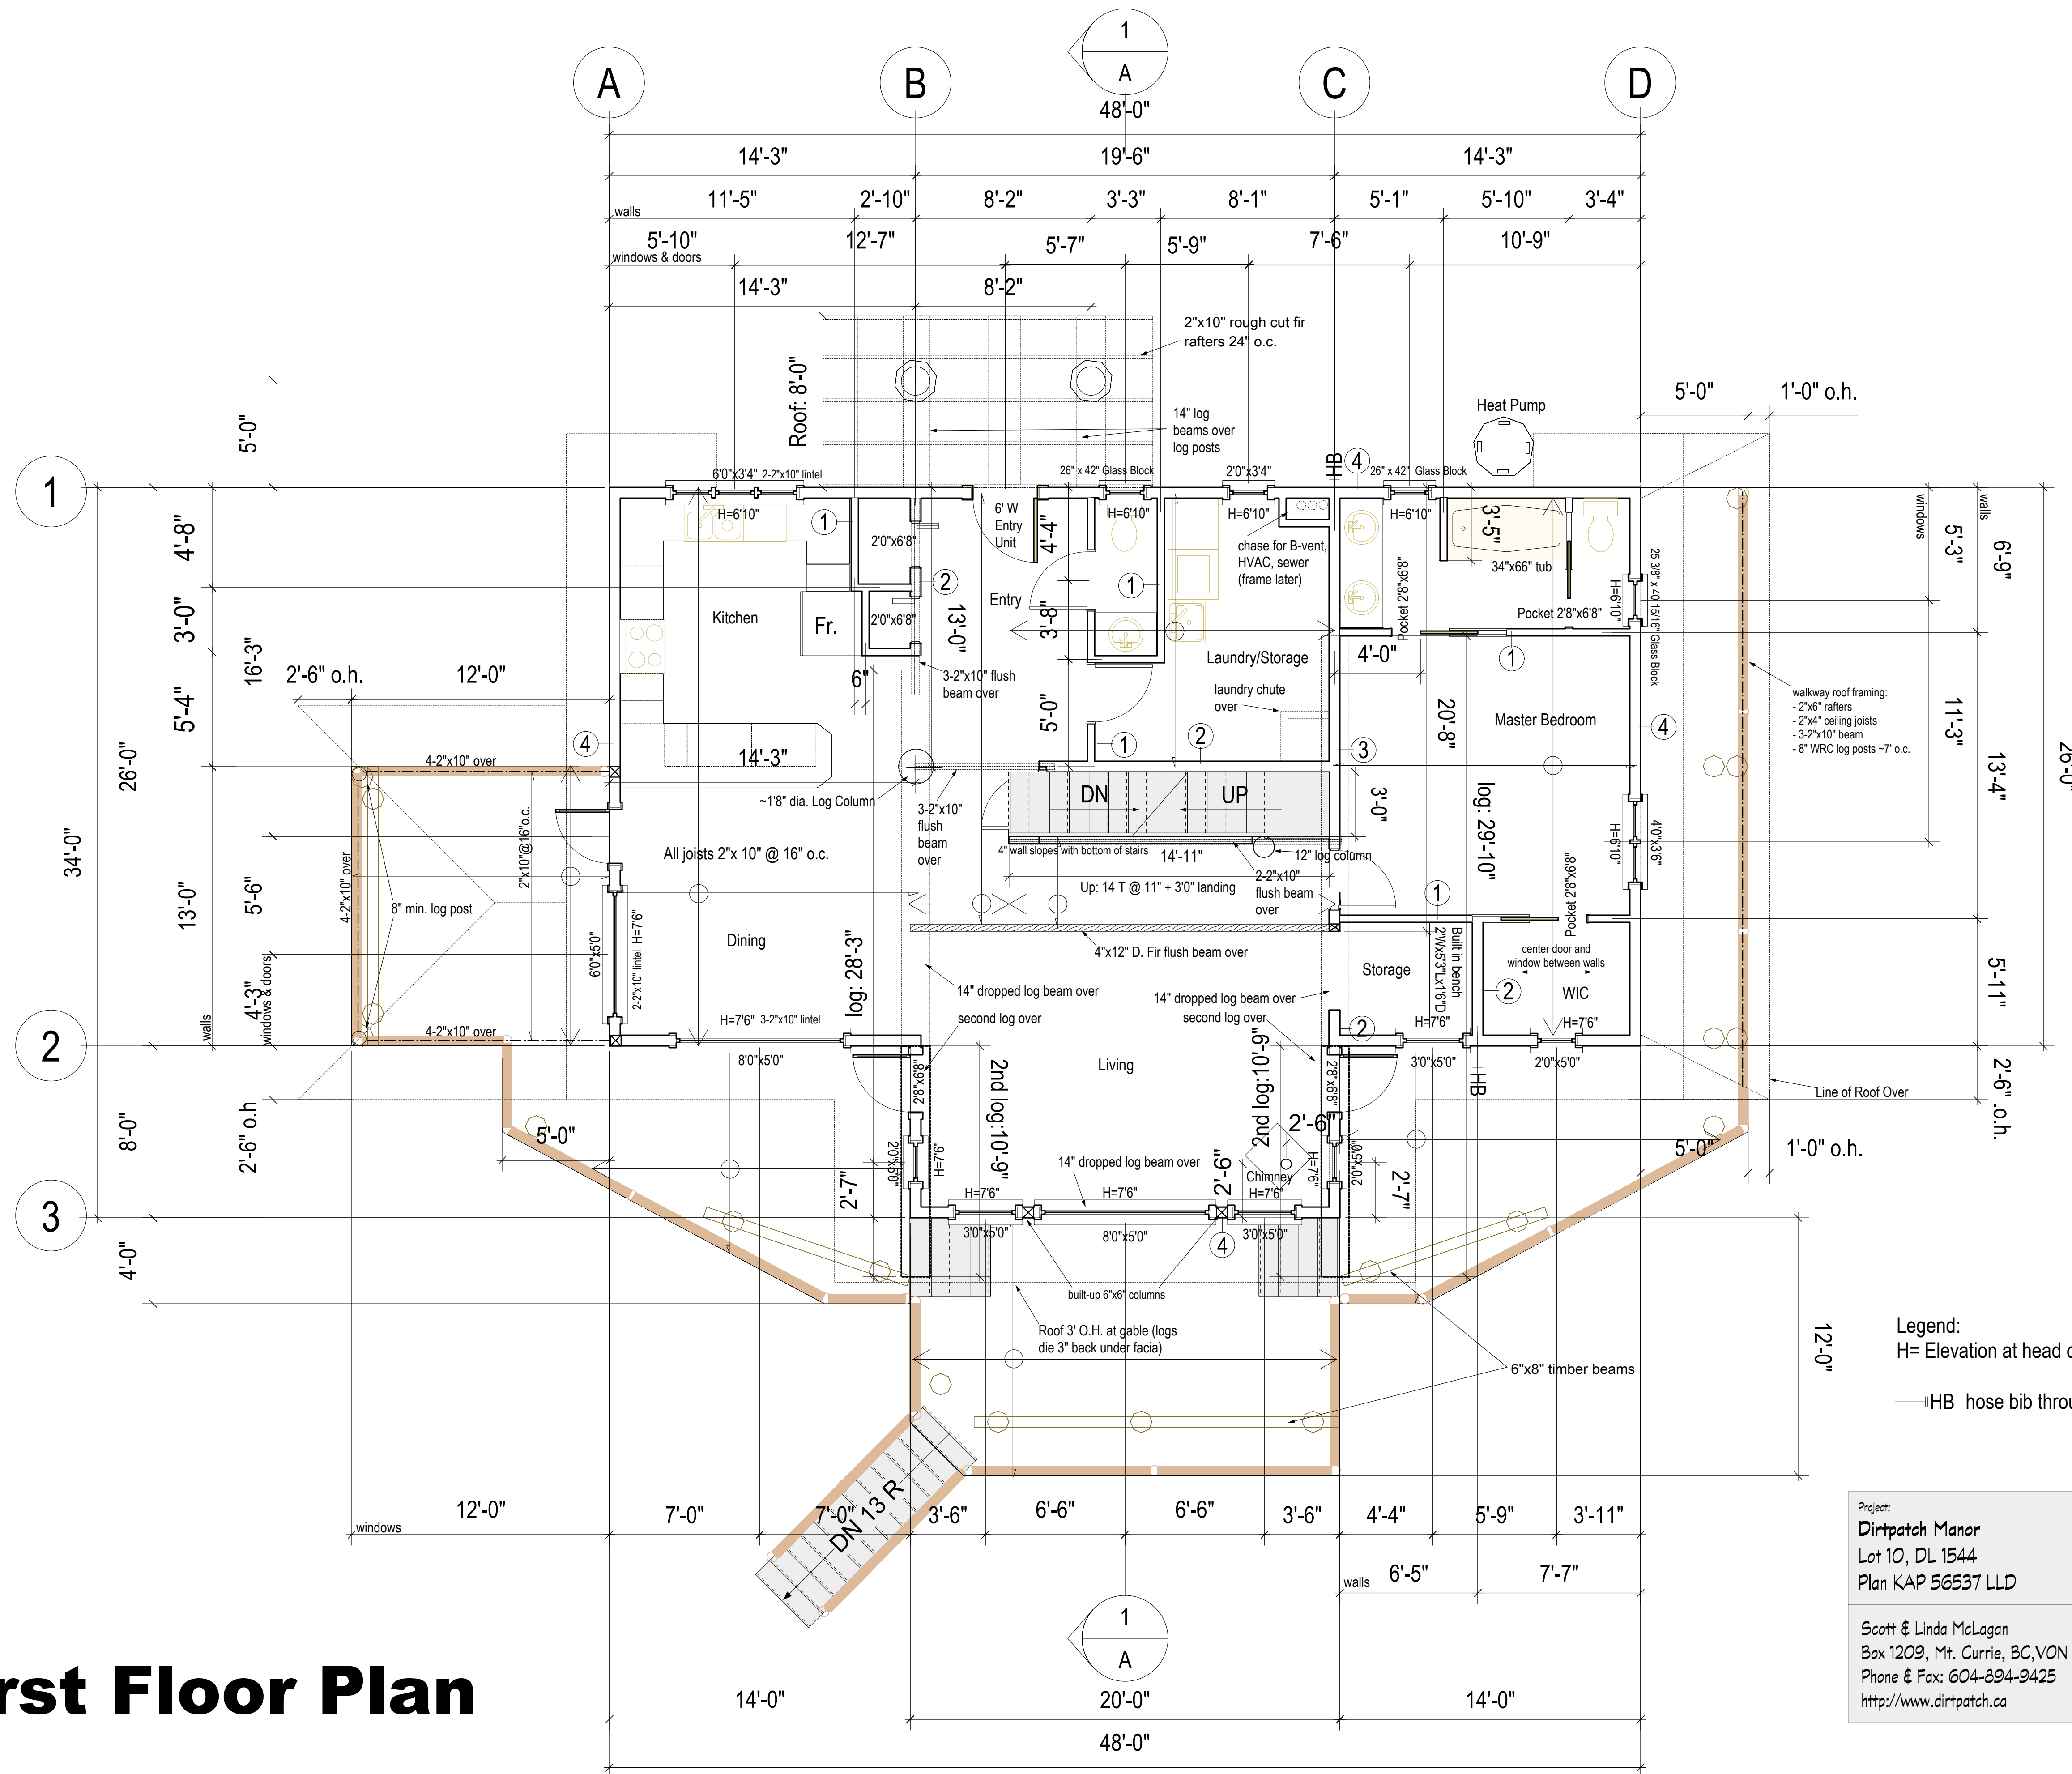 1
A
A
B
C
D
48'-0"
14'-3"
19'-6"
14'-3"
walls
11'-5"
2'-10"
8'-2"
3'-3"
8'-1"
5'-1"
5'-10"
3'-4"
windows & doors
5'-10"
12'-7"
5'-7"
5'-9"
7'-6"
10'-9"
14'-3"
8'-2"
2"x10" rough cut fir
rafters 24" o.c.
Roof: 8'-0"
14" log
beams over
log posts
5'-0"
1'-0" o.h.
Heat Pump
5'-0"
1
6'0"x3'4"
2-2"x10" lintel
26" x 42" Glass Block
2'0"x3'4"
HB
4
26" x 42" Glass Block
H=6'10"
1
2'0"x6'8"
6' W
Entry
Unit
4'-4"
H=6'10"
H=6'10"
chase for B-vent,
HVAC, sewer
(frame later)
H=6'10"
3'-5"
34"x66" tub
25 3/8" x 40 15/16" Glass Block
windows
walls
5'-3"
6'-9"
4'-8"
3'-0"
5'-4"
16'-3"
2
1
Kitchen
Fr.
2'0"x6'8"
13'-0"
Entry
3'-8"
Pocket 2'8"x6'8"
Pocket 2'8"x6'8"
H=6'10"
Laundry/Storage
4'-0"
1
2'-6" o.h.
12'-0"
6"
3-2"x10" flush
beam over
5'-0"
laundry chute
over
20'-8"
Master Bedroom
walkway roof framing:
- 2"x6" rafters
- 2"x4" ceiling joists
- 3-2"x10" beam
- 8" WRC log posts ~7' o.c.
11'-3"
4
14'-3"
1
2
3
4
26'-0"
34'-0"
4-2"x10" over
~1'8" dia. Log Column
3-2"x10"
flush
beam
over
DN
UP
3'-0"
log: 29'-10"
13'-4"
26'-0"
2"x10"@16"o.c.
All joists 2"x 10" @ 16" o.c.
4" wall slopes with bottom of stairs
14'-11"
12" log column
H=6'10"
4'0"x3'6"
13'-0"
5'-6"
4-2"x10" over
8" min. log post
Up: 14 T @ 11" + 3'0" landing
2-2"x10"
flush beam
over
1
Pocket 2'8"x6'8"
6'0"x5'0"
2-2"x10" lintel H=7'6"
Dining
log: 28'-3"
4"x12" D. Fir flush beam over
Storage
Built in bench
2'Wx5'3"Lx1'6"D
center door and
window between walls
2
WIC
5'-11"
4'-3"
windows & doors
walls
14" dropped log beam over
second log over
14" dropped log beam over
second log over
2
2
4-2"x10" over
H=7'6"
3-2"x10" lintel
8'0"x5'0"
H=7'6"
3'0"x5'0"
H=7'6"
2'0"x5'0"
HB
2'-6" o.h
8'-0"
2'8"x6'8"
2nd log:10'-9"
Living
2nd log:10'-9"
2'8"x6'8"
2'-6" .o.h.
Line of Roof Over
5'-0"
2'-6"
5'-0"
1'-0" o.h.
2'0"x5'0"
H=7'6"
2'-7"
14" dropped log beam over
2'-6"
Chimney
H=7'6"
2'0"x5'0"
2'-7"
3
H=7'6"
H=7'6"
H=7'6"
3'0"x5'0"
8'0"x5'0"
4
3'0"x5'0"
4'-0"
built-up 6"x6" columns
Roof 3' O.H. at gable (logs
die 3" back under facia)
6"x8" timber beams
12'-0"
Legend:
H= Elevation at head
HB hose bib
DN 13 R
windows
12'-0"
7'-0"
7'-0"
3'-6"
6'-6"
6'-6"
3'-6"
4'-4"
5'-9"
3'-11"
walls
6'-5"
7'-7"
Project:
Dirtpatch Manor
Lot 10, DL 1544
Plan KAP 56537 LLD
Scott & Linda McLagan
Box 1209, Mt. Currie, BC,VON
Phone & Fax: 604-894-9425
http://www.dirtpatch.ca
1
A
Floor Plan
14'-0"
20'-0"
14'-0"
48'-0"